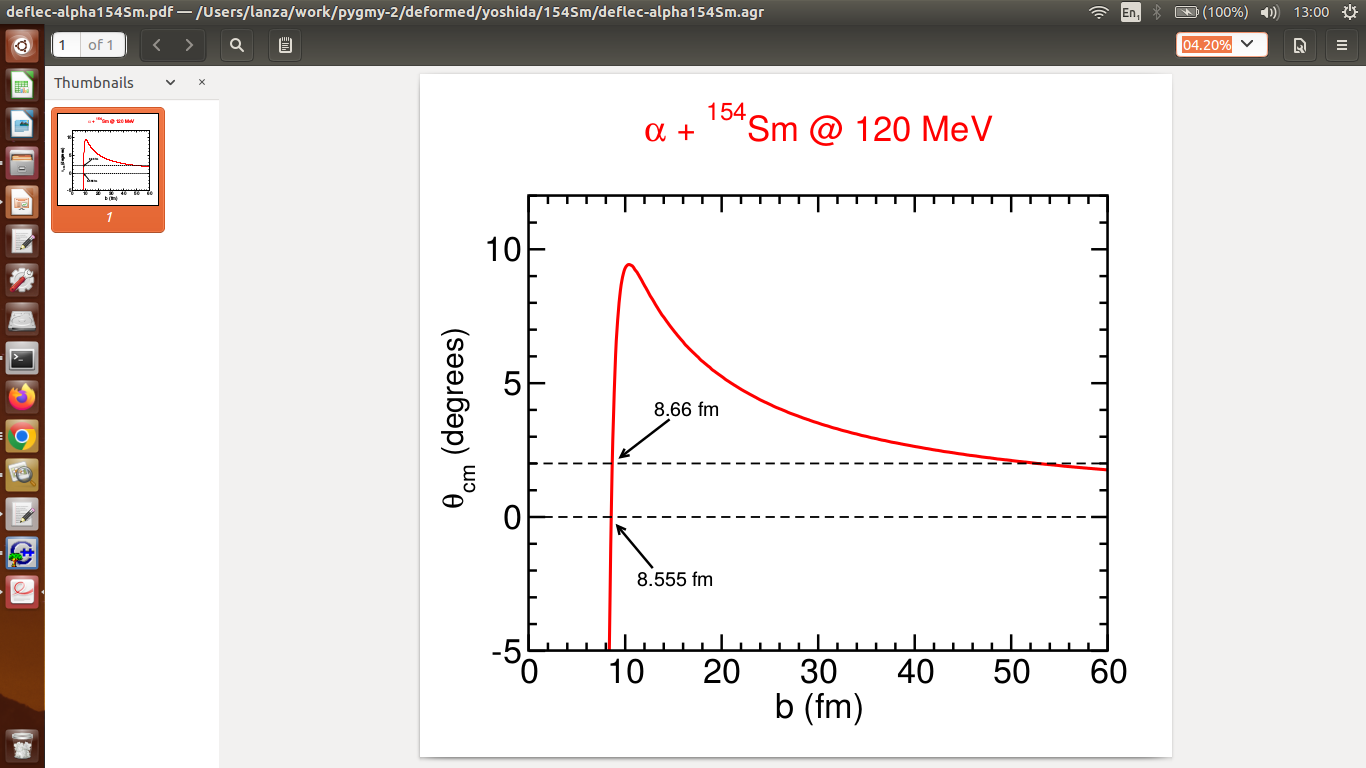 deflec-alpha154Sm.pdf — /Users/lanza/work/pygmy-2/deformed/yoshida/154Sm/deflec-alpha154Sm.agr
En1 (100%) 13:00
1 of 1
04.20%
Thumbnails
1
α + 154Sm @ 120 MeV
10
5
0
-5
θcm (degrees)
8.66 fm
8.555 fm
0 10 20 30 40 50 60
b (fm)